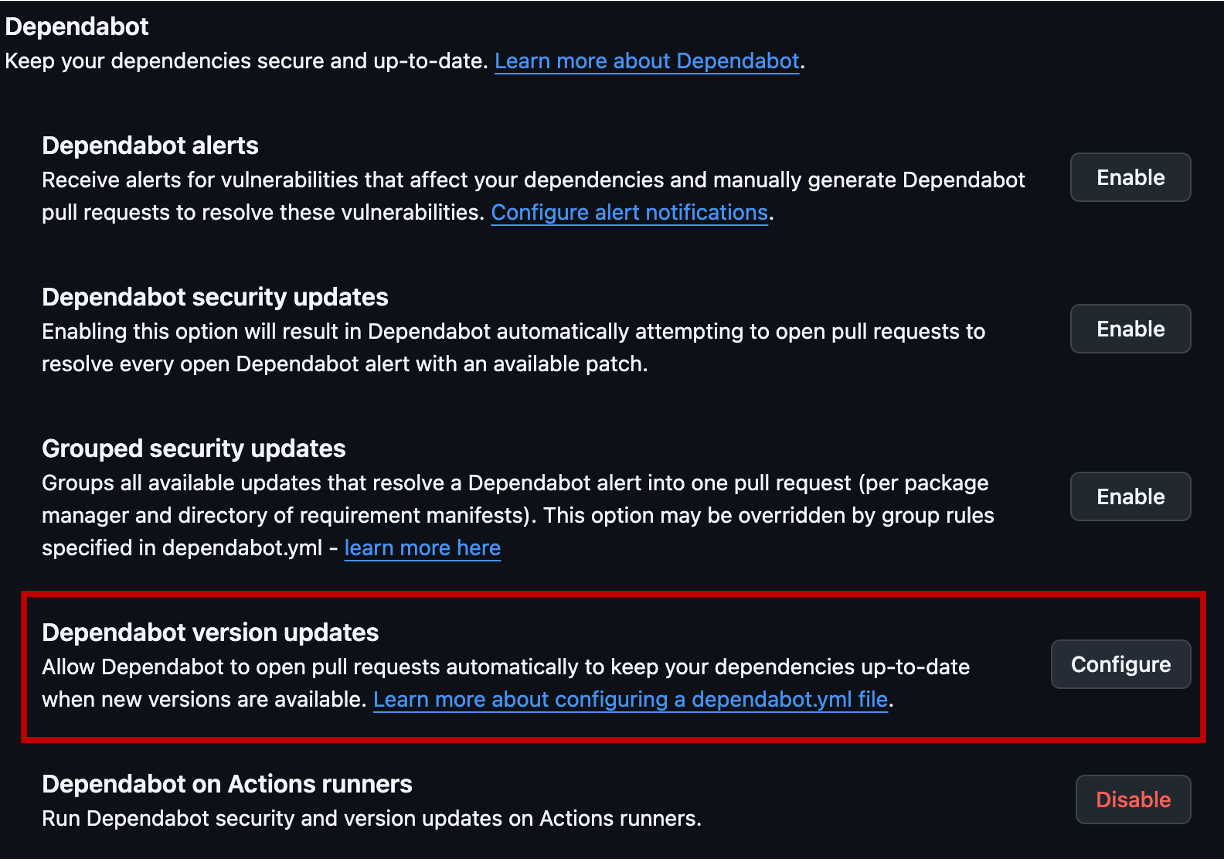 Dependabot
Keep your dependencies secure and up-to-date. Learn more about Dependabot.
Dependabot alerts
Receive alerts for vulnerabilities that affect your dependencies and manually generate Dependabot
pull requests to resolve these vulnerabilities. Configure alert notifications.
Enable
Dependabot security updates
Enabling this option will result in Dependabot automatically attempting to open pull requests to
resolve every open Dependabot alert with an available patch.
Enable
Grouped security updates
Groups all available updates that resolve a Dependabot alert into one pull request (per package
manager and directory of requirement manifests). This option may be overridden by group rules
specified in dependabot.yml - learn more here
Enable
Dependabot version updates
Allow Dependabot to open pull requests automatically to keep your dependencies up-to-date
when new versions are available. Learn more about configuring a dependabot.yml file.
Configure
Dependabot on Actions runners
Run Dependabot security and version updates on Actions runners.
Disable